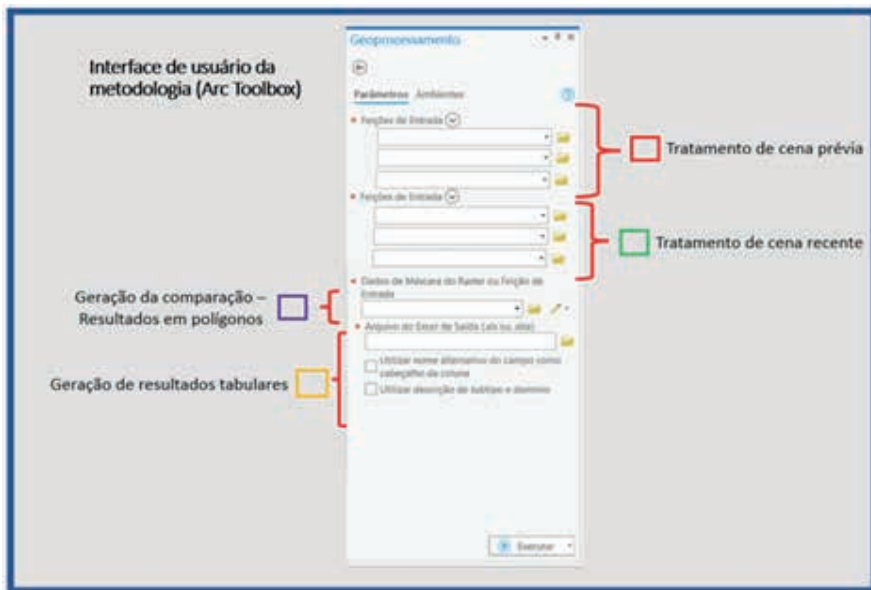 Interface de usuário da
metodologia (Arc Toolbox)
Geoprocessamento
Parâmetros Ambientes
Feições de Entrada
Tratamento de cena prévia
Feições de Entrada
Tratamento de cena recente
Dados de Máscara do Raster ou Feição de
Entrada
Geração da comparação –
Resultados em polígonos
Arquivo do Excel de Saída (.xls ou .xlsx)
Utilizar nome alternativo do campo como
cabeçalho da coluna
Utilizar descrição de subtipo e domínio
Geração de resultados tabulares
Executar